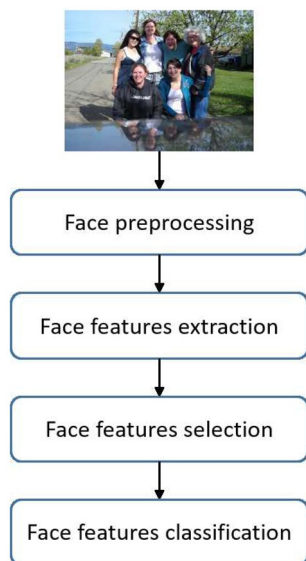 Face preprocessing
Face features extraction
Face features selection
Face features classification